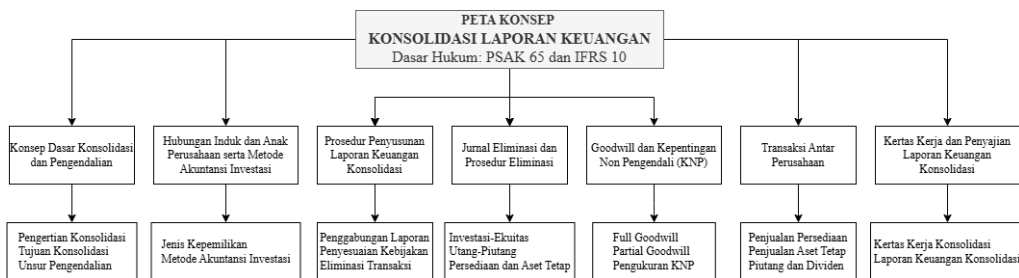 PETA KONSEP
KONSOLIDASI LAPORAN KEUANGAN
Dasar Hukum: PSAK 65 dan IFRS 10
Konsep Dasar Konsolidasi
dan Pengendalian
Hubungan Induk dan Anak
Perusahaan serta Metode
Akuntansi Investasi
Prosedur Penyusunan
Laporan Keuangan
Konsolidasi
Jurnal Eliminasi dan
Prosedur Eliminasi
Goodwill dan Kepentingan
Non Pengendali (KNP)
Transaksi Antar
Perusahaan
Kertas Kerja dan Penyajian
Laporan Keuangan
Konsolidasi
Pengertian Konsolidasi
Tujuan Konsolidasi
Unsur Pengendalian
Jenis Kepemilikan
Metode Akuntansi Investasi
Penggabungan Laporan
Penyesuaian Kebijakan
Eliminasi Transaksi
Investasi-Ekuitas
Utang-Piutang
Persediaan dan Aset Tetap
Full Goodwill
Partial Goodwill
Pengukuran KNP
Penjualan Persediaan
Penjualan Aset Tetap
Piutang dan Dividen
Kertas Kerja Konsolidasi
Laporan Keuangan Konsolidasi